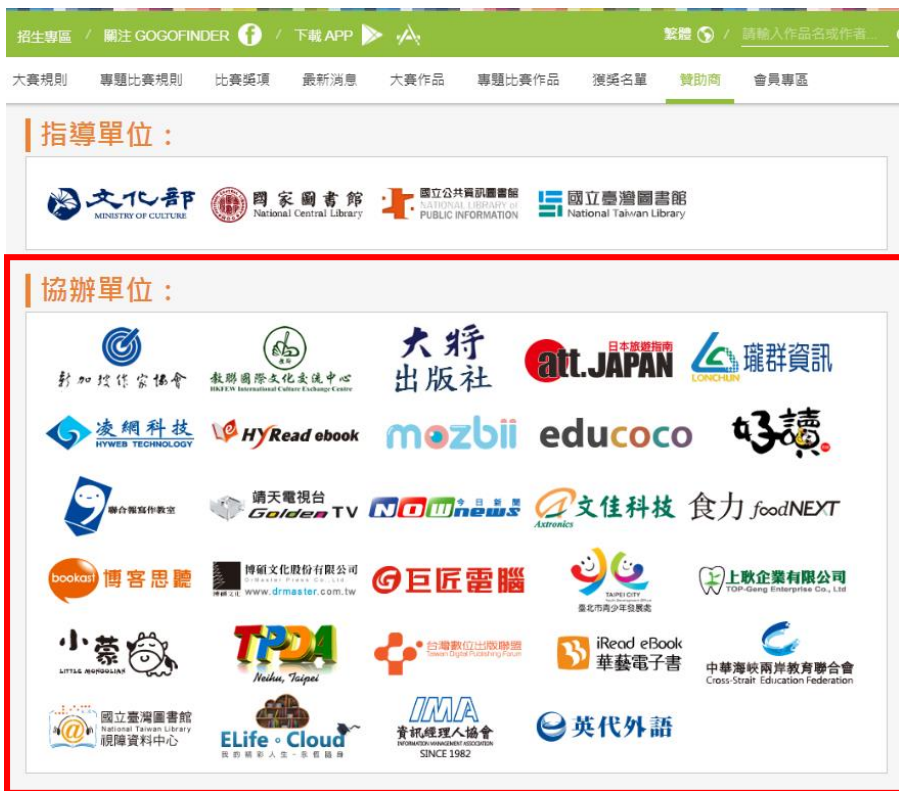 招生專區 / 關注 GOGOFINDER / 下載 APP
繁體 / 請輸入作品名或作者...
大賽規則 專題比賽規則 比賽獎項 最新消息 大賽作品 專題比賽作品 獲獎名單 贊助商 會員專區
指導單位：
文化部
MINISTRY OF CULTURE
國家圖書館
National Central Library
國立公共資訊圖書館
NATIONAL LIBRARY of
PUBLIC INFORMATION
國立臺灣圖書館
National Taiwan Library
協辦單位：
新加坡作家協會
教聯國際文化交流中心
HKFEW International Culture Exchange Centre
大將
出版社
日本旅遊指南
att.JAPAN
LONCHUN
瓏群資訊
凌網科技
HYWEB TECHNOLOGY
HyRead ebook
mozbii
educoco
好讀
聯合報寫作教室
靖天電視台
Golden TV
NOW
今日新聞
news
Axtronics
文佳科技
食力 foodNEXT
bookast
博客思聽
博碩文化
博碩文化股份有限公司
DrMaster Press Co., Ltd.
www.drmaster.com.tw
巨匠電腦
TAIPEI CITY
臺北市青少年發展處
上耿企業有限公司
TOP-Geng Enterprise Co., Ltd
小蒙
LITTLE MONGOLIAN
TPDA
Neihu, Taipei
台灣數位出版聯盟
Taiwan Digital Publishing Forum
iRead eBook
華藝電子書
中華海峽兩岸教育聯合會
Cross-Strait Education Federation
國立臺灣圖書館
National Taiwan Library
視障資料中心
ELife Cloud
IMA
資訊經理人協會
INFORMATION MANAGEMENT ASSOCIATION
SINCE 1982
英代外語